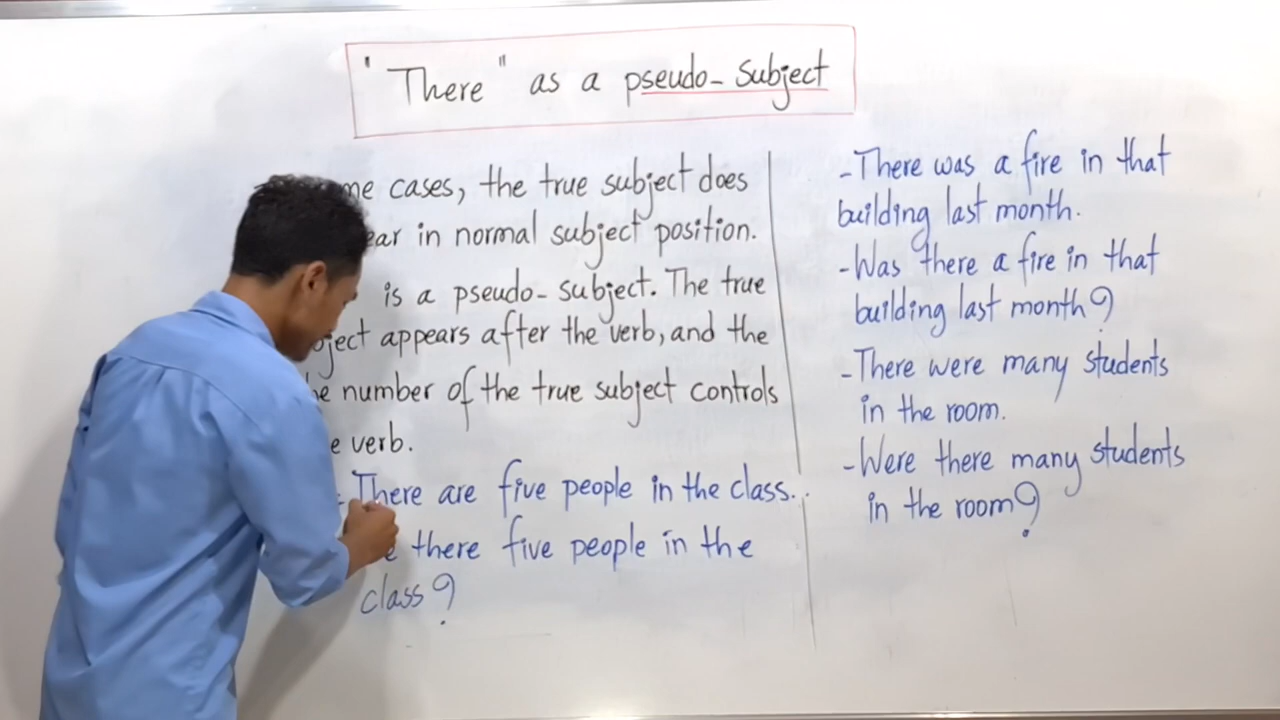 "There" as a pseudo-Subject
cases, the true subject does
in normal subject position.
is a pseudo-subject. The true
appears after the verb, and the
number of the true subject controls
verb.
- There are five people in the class.
there five people in the
class?
- There was a fire in that
building last month.
- Was there a fire in that
building last month?
- There were many students
in the room.
- Were there many students
in the room?